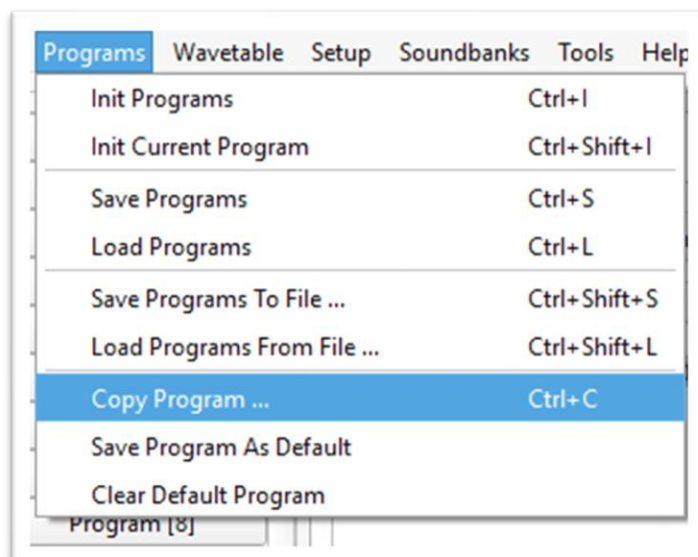 Programs Wavetable Setup Soundbanks Tools Help
Init Programs Ctrl+I
Init Current Program Ctrl+Shift+I
Save Programs Ctrl+S
Load Programs Ctrl+L
Save Programs To File ... Ctrl+Shift+S
Load Programs From File ... Ctrl+Shift+L
Copy Program ... Ctrl+C
Save Program As Default
Clear Default Program
Program [8]